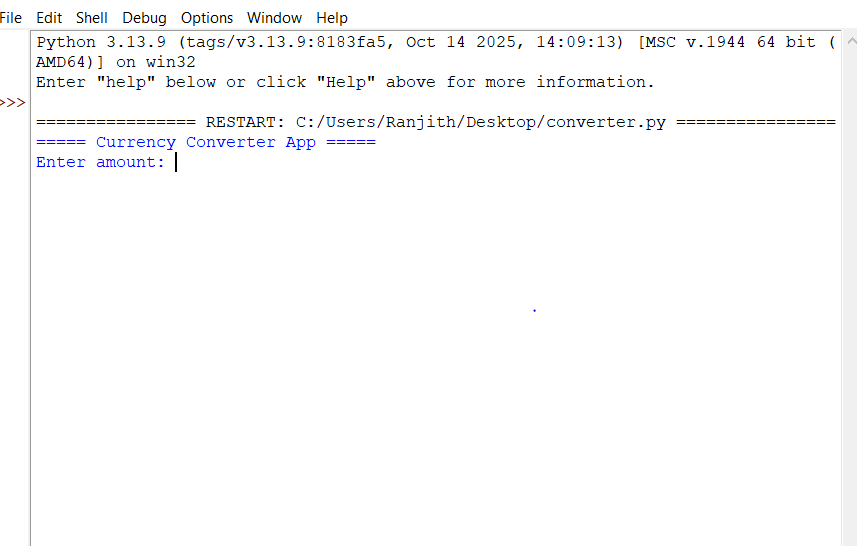 File Edit Shell Debug Options Window Help
Python 3.13.9 (tags/v3.13.9:8183fa5, Oct 14 2025, 14:09:13) [MSC v.1944 64 bit (
AMD64)] on win32
Enter "help" below or click "Help" above for more information.
>>>
================ RESTART: C:/Users/Ranjith/Desktop/converter.py ================
===== Currency Converter App =====
Enter amount: